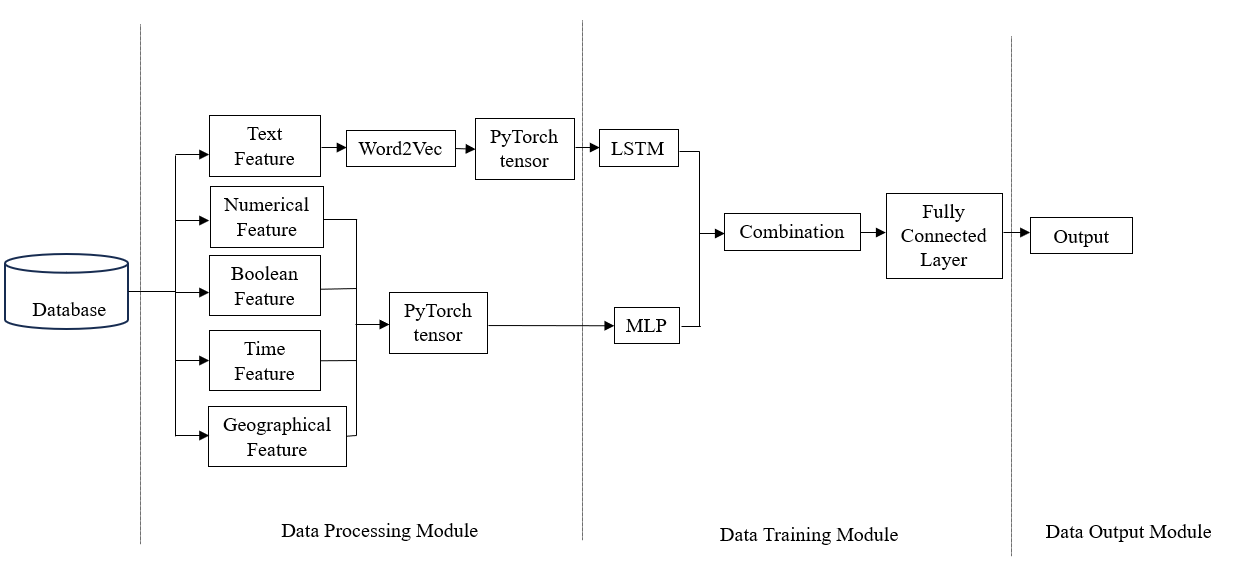 Database
Text
Feature
Word2Vec
PyTorch
tensor
LSTM
Numerical
Feature
Boolean
Feature
Time
Feature
Geographical
Feature
PyTorch
tensor
MLP
Combination
Fully
Connected
Layer
Output
Data Processing Module
Data Training Module
Data Output Module